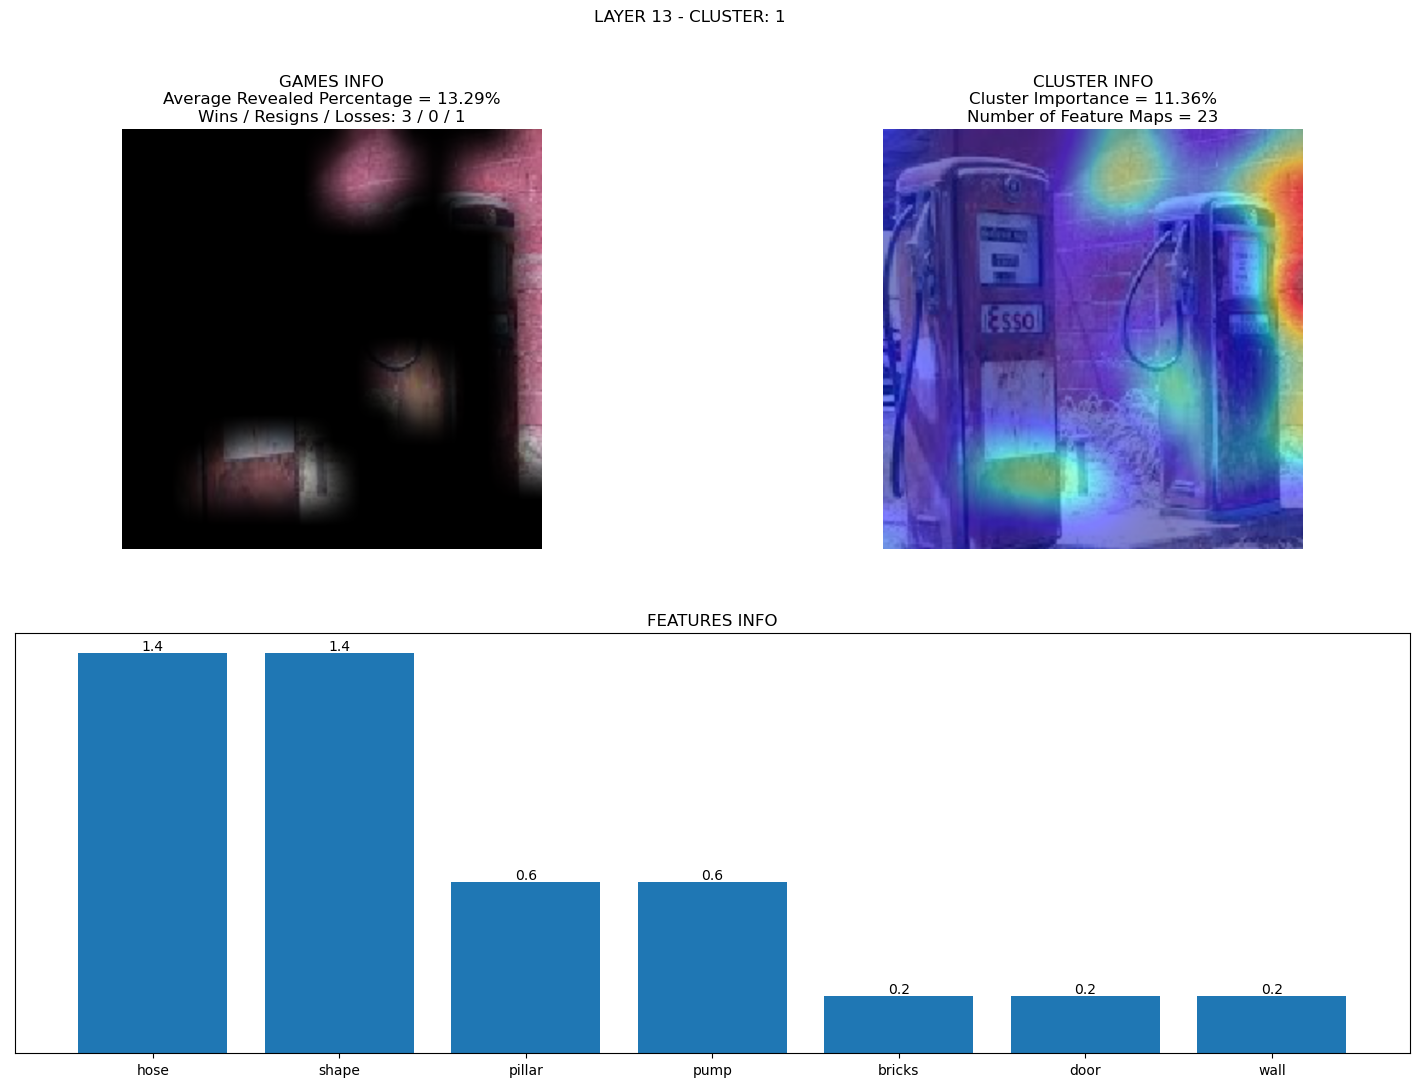 LAYER 13 - CLUSTER: 1
GAMES INFO
Average Revealed Percentage = 13.29%
Wins / Resigns / Losses: 3 / 0 / 1
CLUSTER INFO
Cluster Importance = 11.36%
Number of Feature Maps = 23
ESSO
FEATURES INFO
1.4
1.4
0.6
0.6
0.2
0.2
0.2
hose
shape
pillar
pump
bricks
door
wall